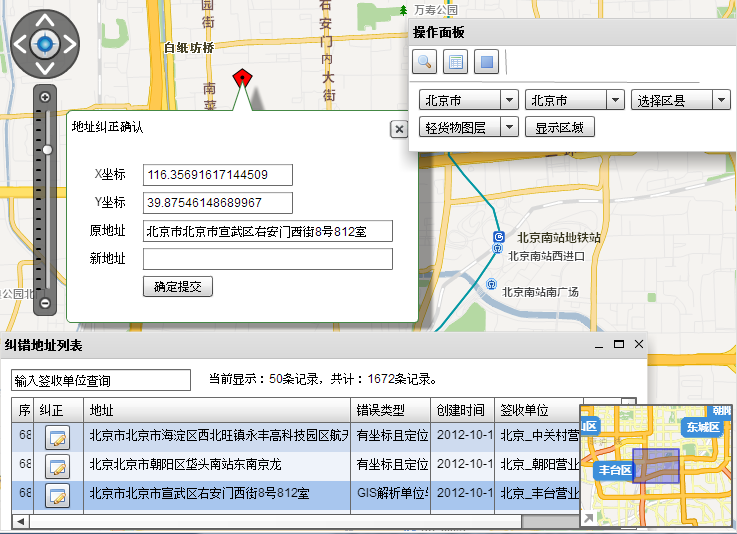 万寿公园
园街
右安门内大街
白纸坊桥
南菜
操作面板
北京市
北京市
选择区县
轻货物图层
显示区域
地址纠正确认
X坐标 116.35691617144509
Y坐标 39.87546148689967
原地址 北京市北京市宣武区右安门西街8号812室
新地址
确定提交
北京南站地铁站
北京南站西进口
北京南站南广场
公园北门
纠错地址列表
输入签收单位查询 当前显示：50条记录，共计：1672条记录。
序 纠正 地址 错误类型 创建时间 签收单位
68 北京市北京市海淀区西北旺镇永丰高科技园区航天 有坐标且定位 2012-10-1 北京_中关村营
68 北京市北京市朝阳区垡头南站东南京龙 有坐标且定位 2012-10-1 北京_朝阳营业
68 北京市北京市宣武区右安门西街8号812室 GIS解析单位与 2012-10-1 北京_丰台营业
山区
朝阳
东城区
丰台区